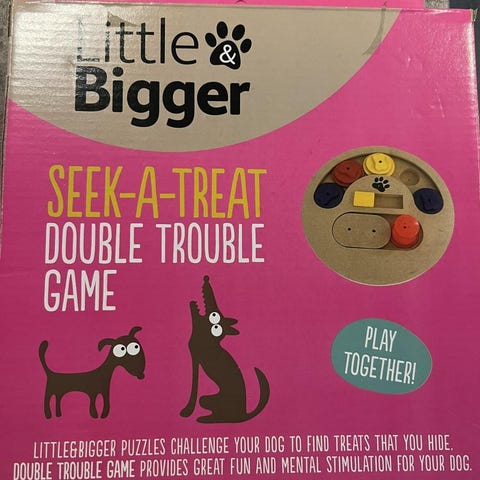 Little &
Bigger
SEEK-A-TREAT
DOUBLE TROUBLE
GAME
PLAY
TOGETHER!
LITTLE&BIGGER PUZZLES CHALLENGE YOUR DOG TO FIND TREATS THAT YOU HIDE.
DOUBLE TROUBLE GAME PROVIDES GREAT FUN AND MENTAL STIMULATION FOR YOUR DOG.